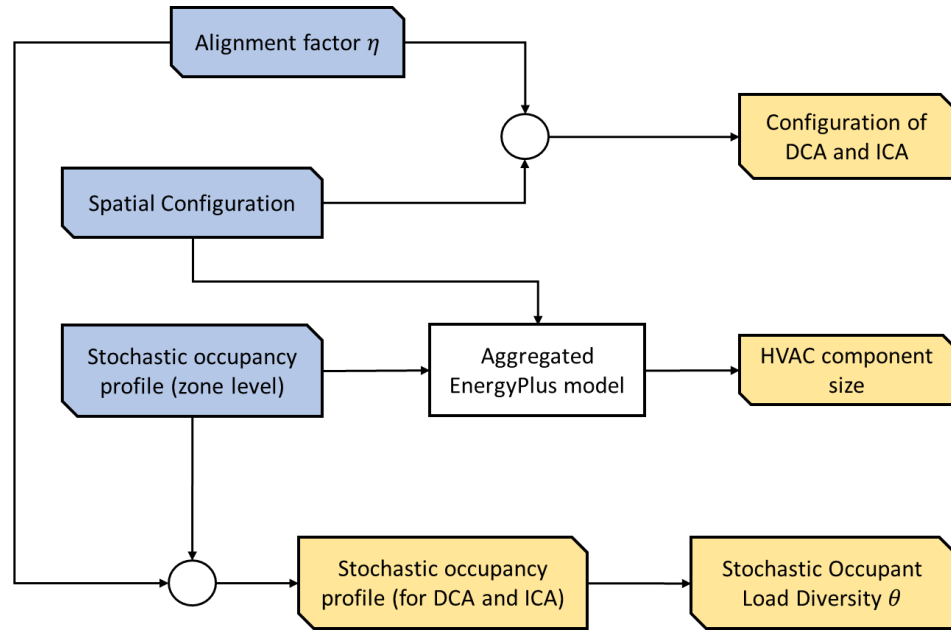 Alignment factor η
Configuration of
DCA and ICA
Spatial Configuration
Stochastic occupancy
profile (zone level)
Aggregated
EnergyPlus model
HVAC component
size
Stochastic occupancy
profile (for DCA and ICA)
Stochastic Occupant
Load Diversity θ